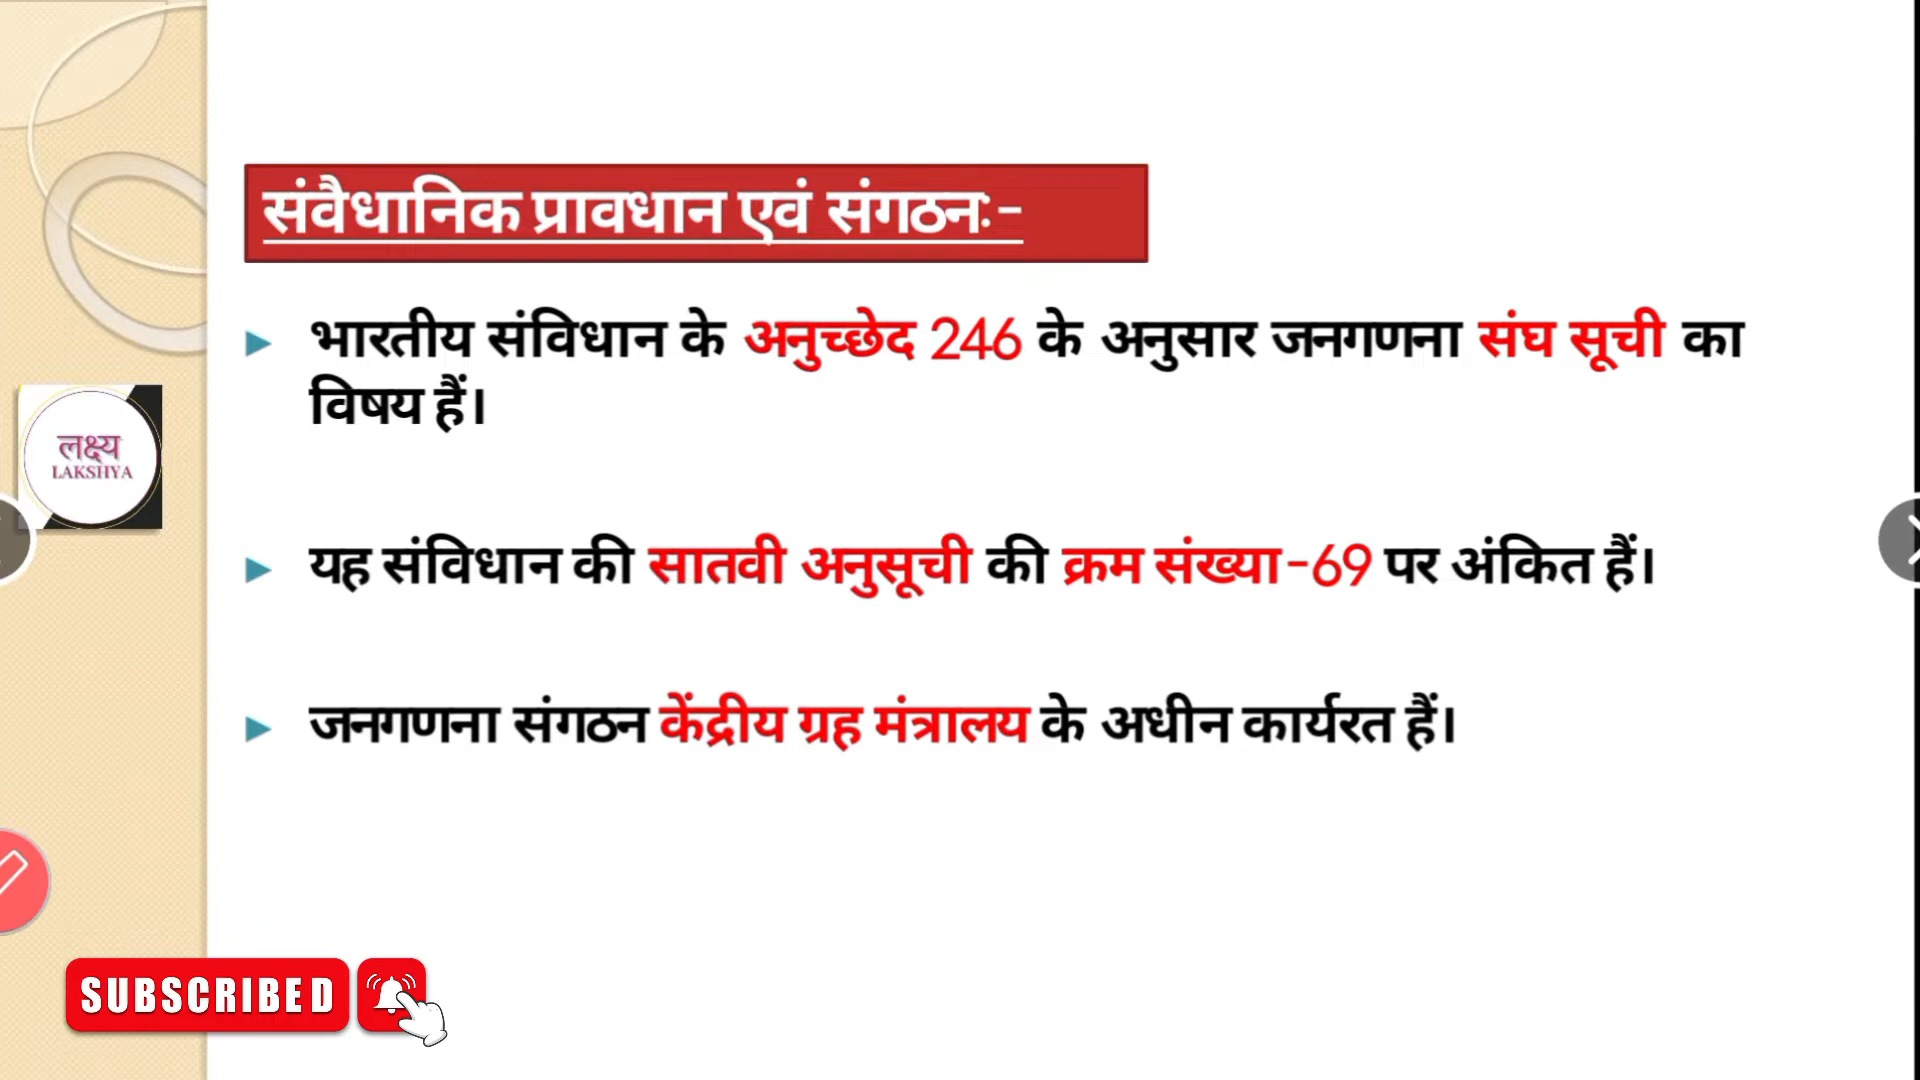 संवैधानिक प्रावधान एवं संगठनः-
भारतीय संविधान के अनुच्छेद 246 के अनुसार जनगणना संघ सूची का
विषय हैं।
लक्ष्य
LAKSHYA
यह संविधान की सातवी अनुसूची की क्रम संख्या-69 पर अंकित हैं।
जनगणना संगठन केंद्रीय ग्रह मंत्रालय के अधीन कार्यरत हैं।
SUBSCRIBED